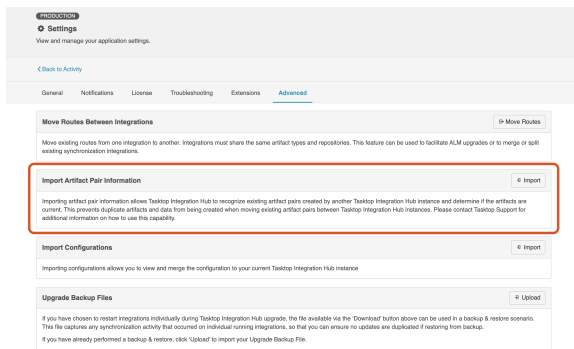 PRODUCTION
Settings
View and manage your application settings.
Back to Activity
General Notifications License Troubleshooting Extensions Advanced
Move Routes Between Integrations
Move Routes
Move existing routes from one integration to another. Integrations must share the same artifact types and repositories. This feature can be used to facilitate ALM upgrades or to merge or split
existing synchronization integrations.
Import Artifact Pair Information
Import
Importing artifact pair information allows Tasktop Integration Hub to recognize existing artifact pairs created by another Tasktop Integration Hub instance and determine if the artifacts are
current. This prevents duplicate artifacts and data from being created when moving existing artifact pairs between Tasktop Integration Hub instances. Please contact Tasktop Support for
additional information on how to use this capability.
Import Configurations
Import
Importing configurations allows you to view and merge the configuration to your current Tasktop Integration Hub instance
Upgrade Backup Files
Upload
If you have chosen to restart integrations individually during Tasktop Integration Hub upgrade, the file available via the 'Download' button above can be used in a backup & restore scenario.
This file captures any synchronization activity that occurred on individual running integrations, so that you can ensure no updates are duplicated if restoring from backup.
If you have already performed a backup & restore, click 'Upload' to import your Upgrade Backup File.